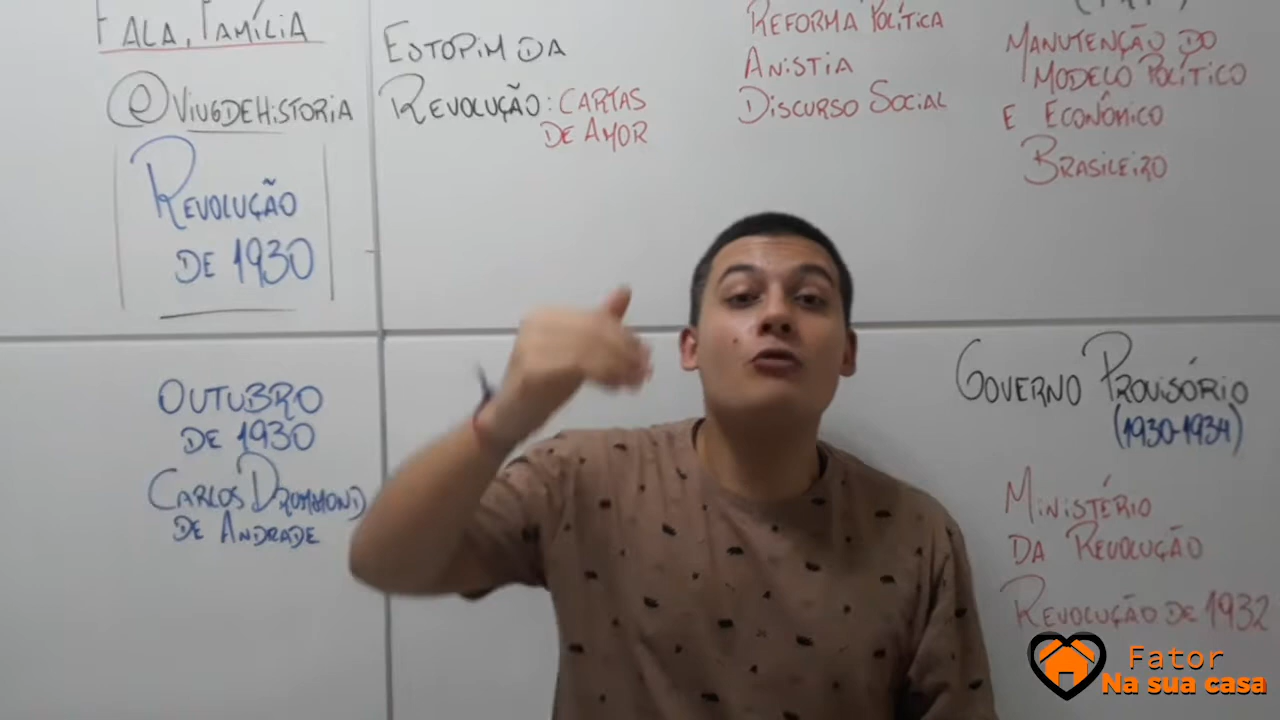 FALA, FAMÍLIA
@VIUGDEHISTORIA
REVOLUÇÃO
DE 1930
OUTUBRO
DE 1930
CARLOS DRUMMOND
DE ANDRADE
ESTOPIM DA
REVOLUÇÃO: CARTAS
DE AMOR
REFORMA POLÍTICA
ANISTIA
DISCURSO SOCIAL
MANUTENÇÃO DO
MODELO POLÍTICO
E ECONÔMICO
BRASILEIRO
GOVERNO PROVISÓRIO
(1930-1934)
MINISTÉRIO
DA REVOLUÇÃO
REVOLUÇÃO DE 1932
Fator
Na sua casa